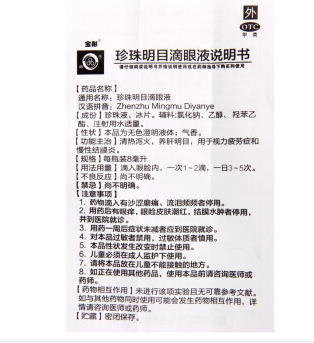 外
OTC
甲类
宝彤
珍珠明目滴眼液说明书
请仔细阅读说明书并按说明使用或在药师指导下购买和使用
【药品名称】
通用名称：珍珠明目滴眼液
汉语拼音：Zhenzhu Mingmu Diyanye
【成份】珍珠液、冰片。辅料:氯化钠、乙醇、羟苯乙
酯、注射用水适量。
【性状】本品为无色澄明液体；气香。
【功能主治】清热泻火，养肝明目，用于视力疲劳症和
慢性结膜炎。
【规格】每瓶装8毫升
【用法用量】滴入眼睑内，一次1~2滴，一日3~5次。
【不良反应】尚不明确。
【禁忌】尚不明确。
【注意事项】
1. 药物滴入有沙涩磨痛、流泪频频者停用。
2. 用药后有眼痒，眼睑皮肤潮红，结膜水肿者停用，
并到医院就诊。
3. 用药一周后症状未减者应到医院就诊。
4. 对本品过敏者禁用，过敏体质者慎用。
5. 本品性状发生改变时禁止使用。
6. 儿童必须在成人监护下使用。
7. 请将本品放在儿童不能接触的地方。
8. 如正在使用其他药品，使用本品前请咨询医师或
药师。
【药物相互作用】未进行该项实验且无可靠参考文献。
如与其他药物同时使用可能会发生药物相互作用，详
情请咨询医师或药师。
【贮藏】密闭保存。